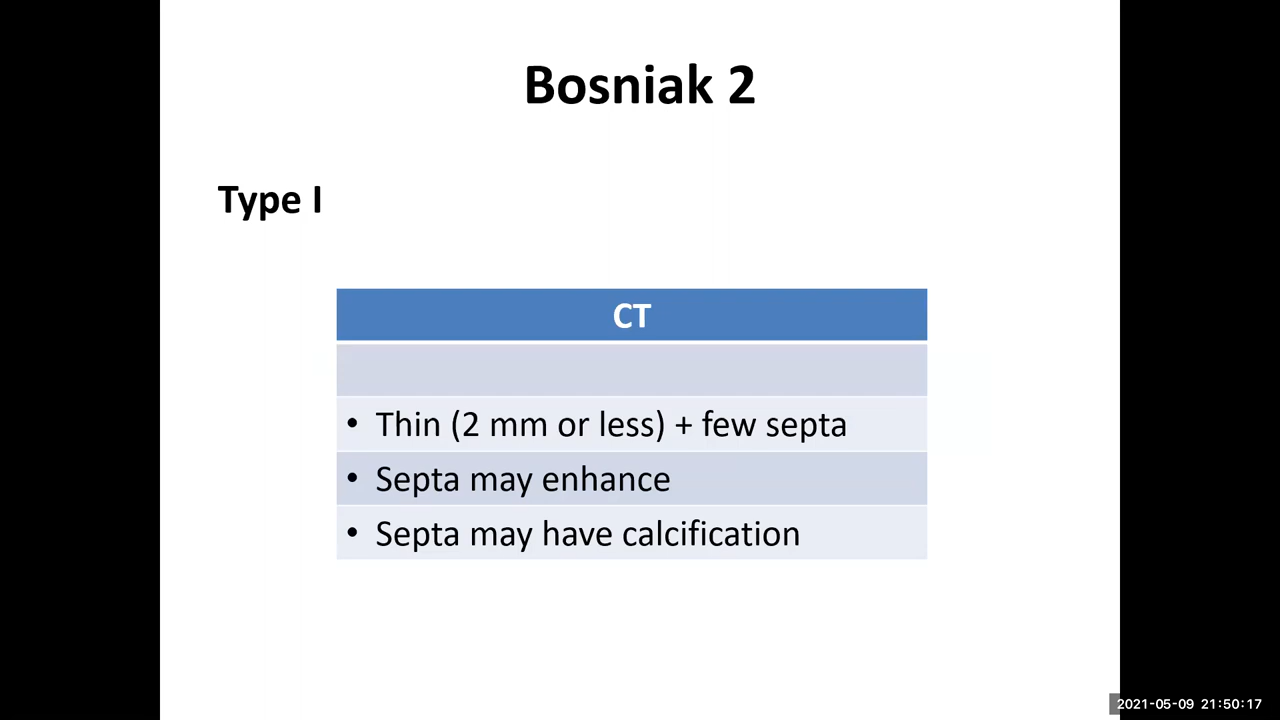 Bosniak 2
Type I
CT
• Thin (2 mm or less) + few septa
• Septa may enhance
• Septa may have calcification
2021-05-09 21:50:17